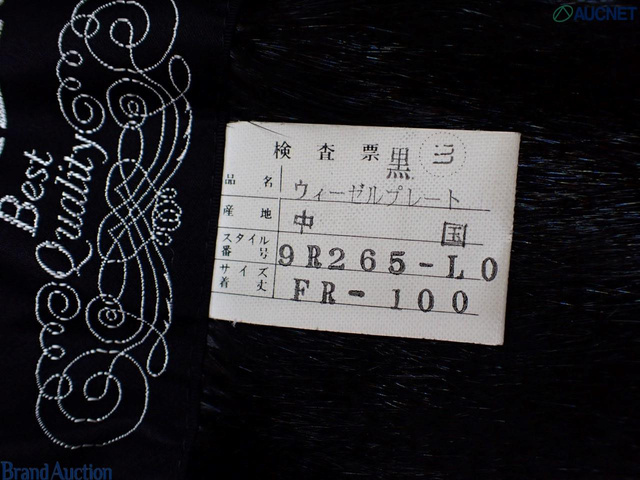 AUCNET
Best
Quality
検査票 黒
品名 ウィーゼルプレート
産地 中国
スタイル番号 9R265-L0
サイズ着丈 FR-100
Brand Auction